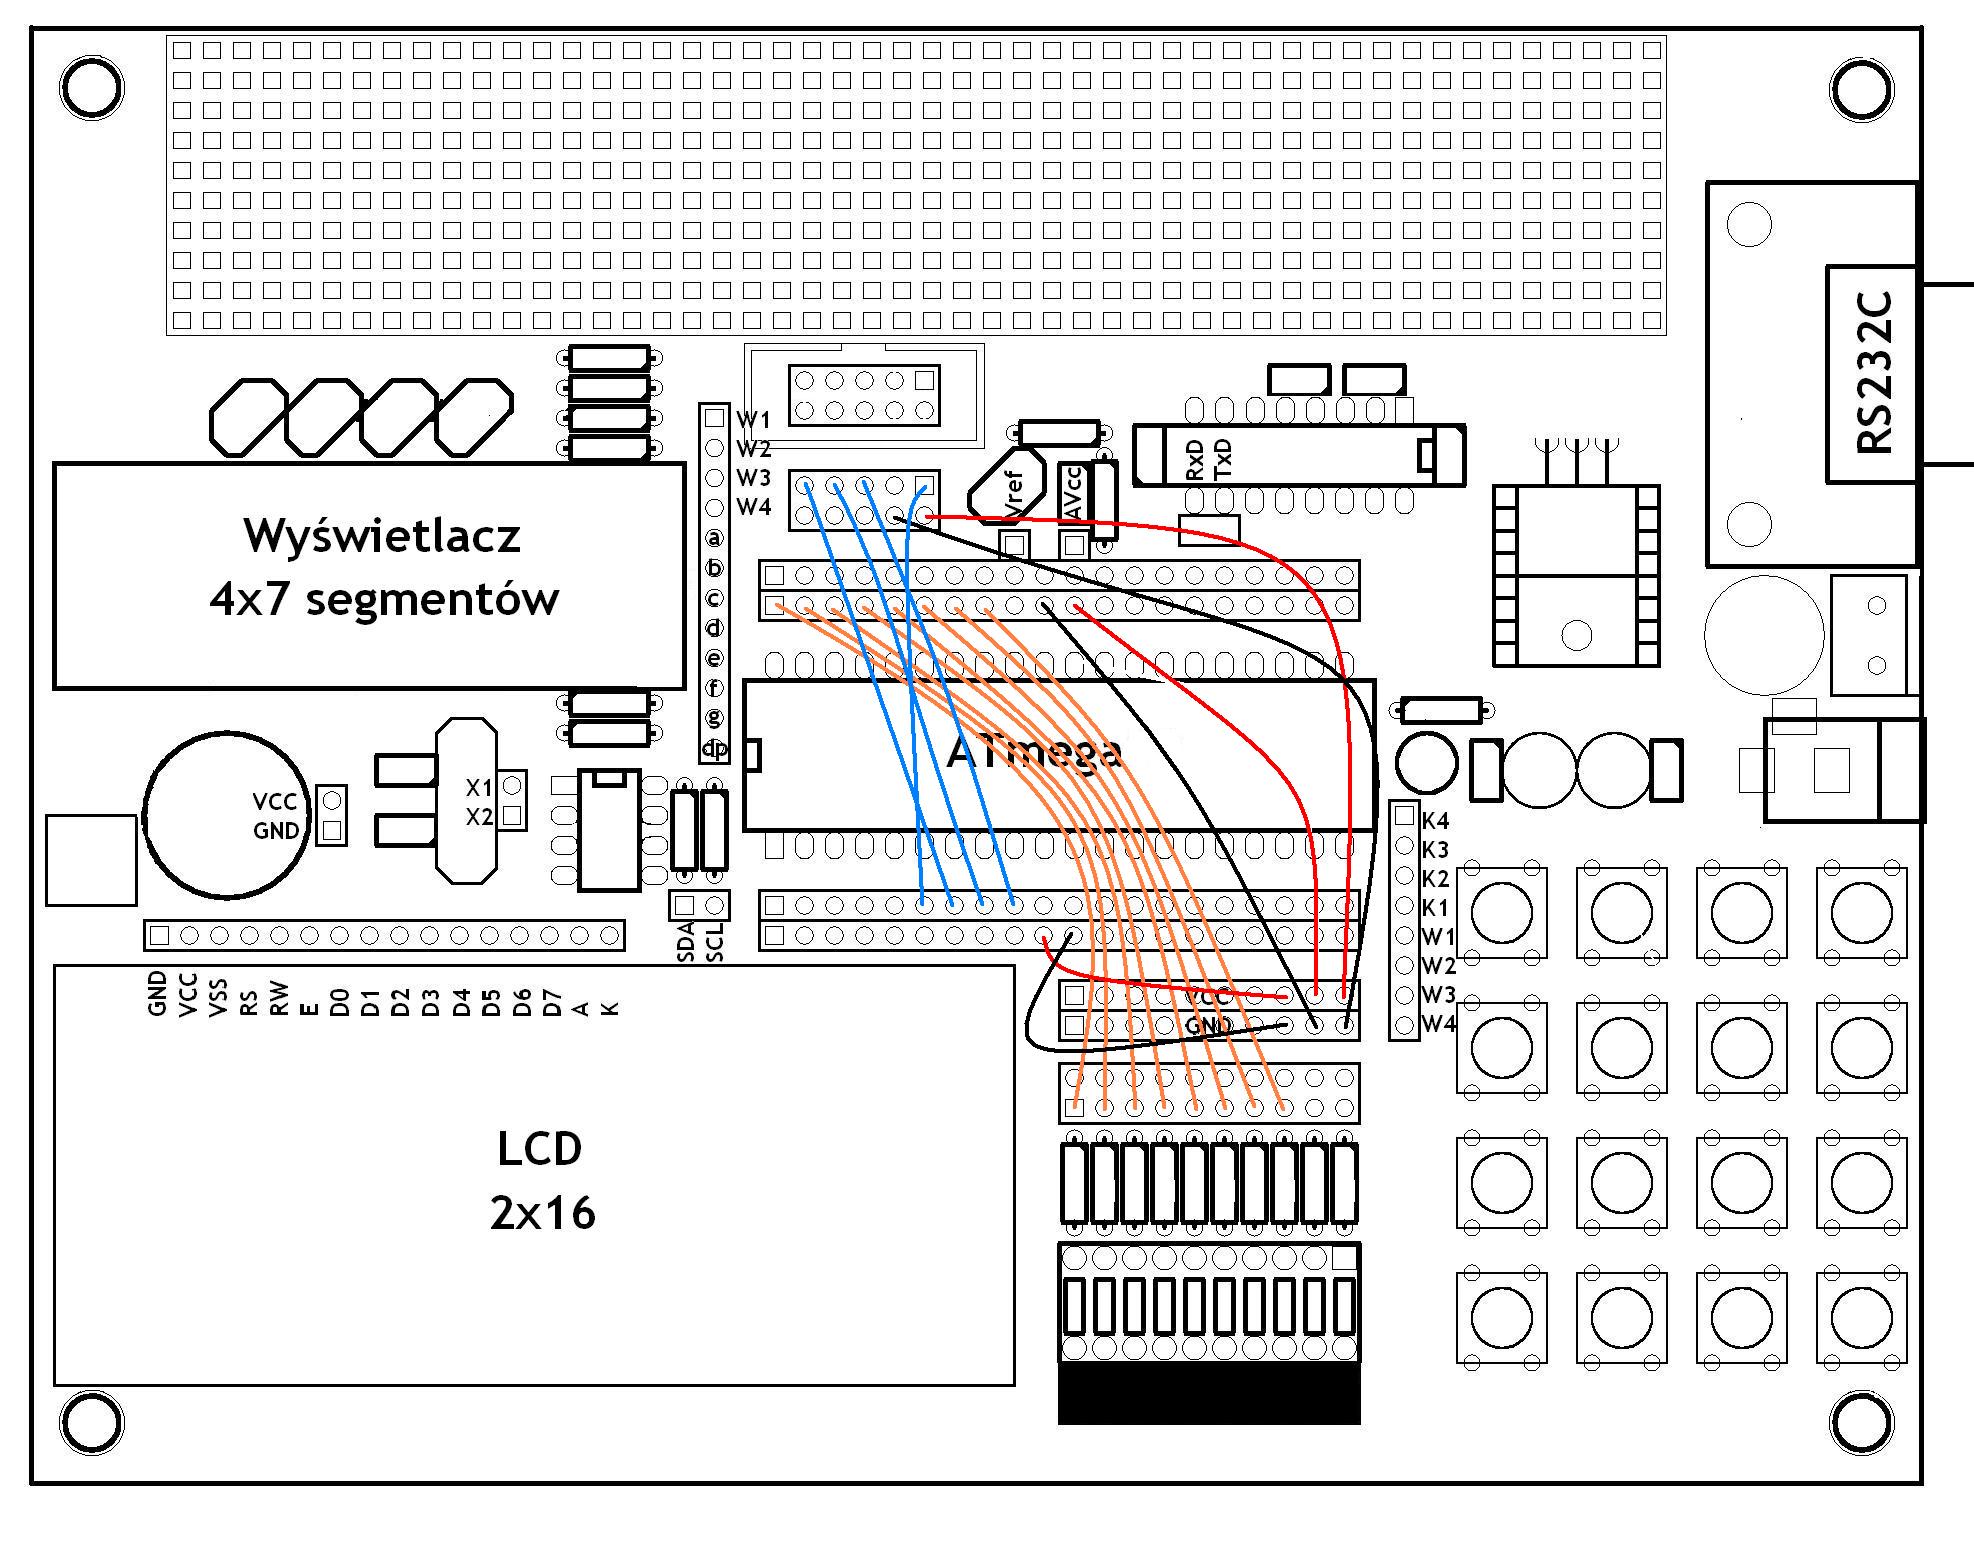 RS232C
W1
W2
W3
W4
a
b
c
d
e
f
g
dp
Wyświetlacz
4x7 segmentów
Vref
AVcc
RxD
TxD
ATmega
VCC
GND
X1
X2
SDA
SCL
GND
VCC
VSS
RS
RW
E
D0
D1
D2
D3
D4
D5
D6
D7
A
K
LCD
2x16
VCC
GND
K4
K3
K2
K1
W1
W2
W3
W4